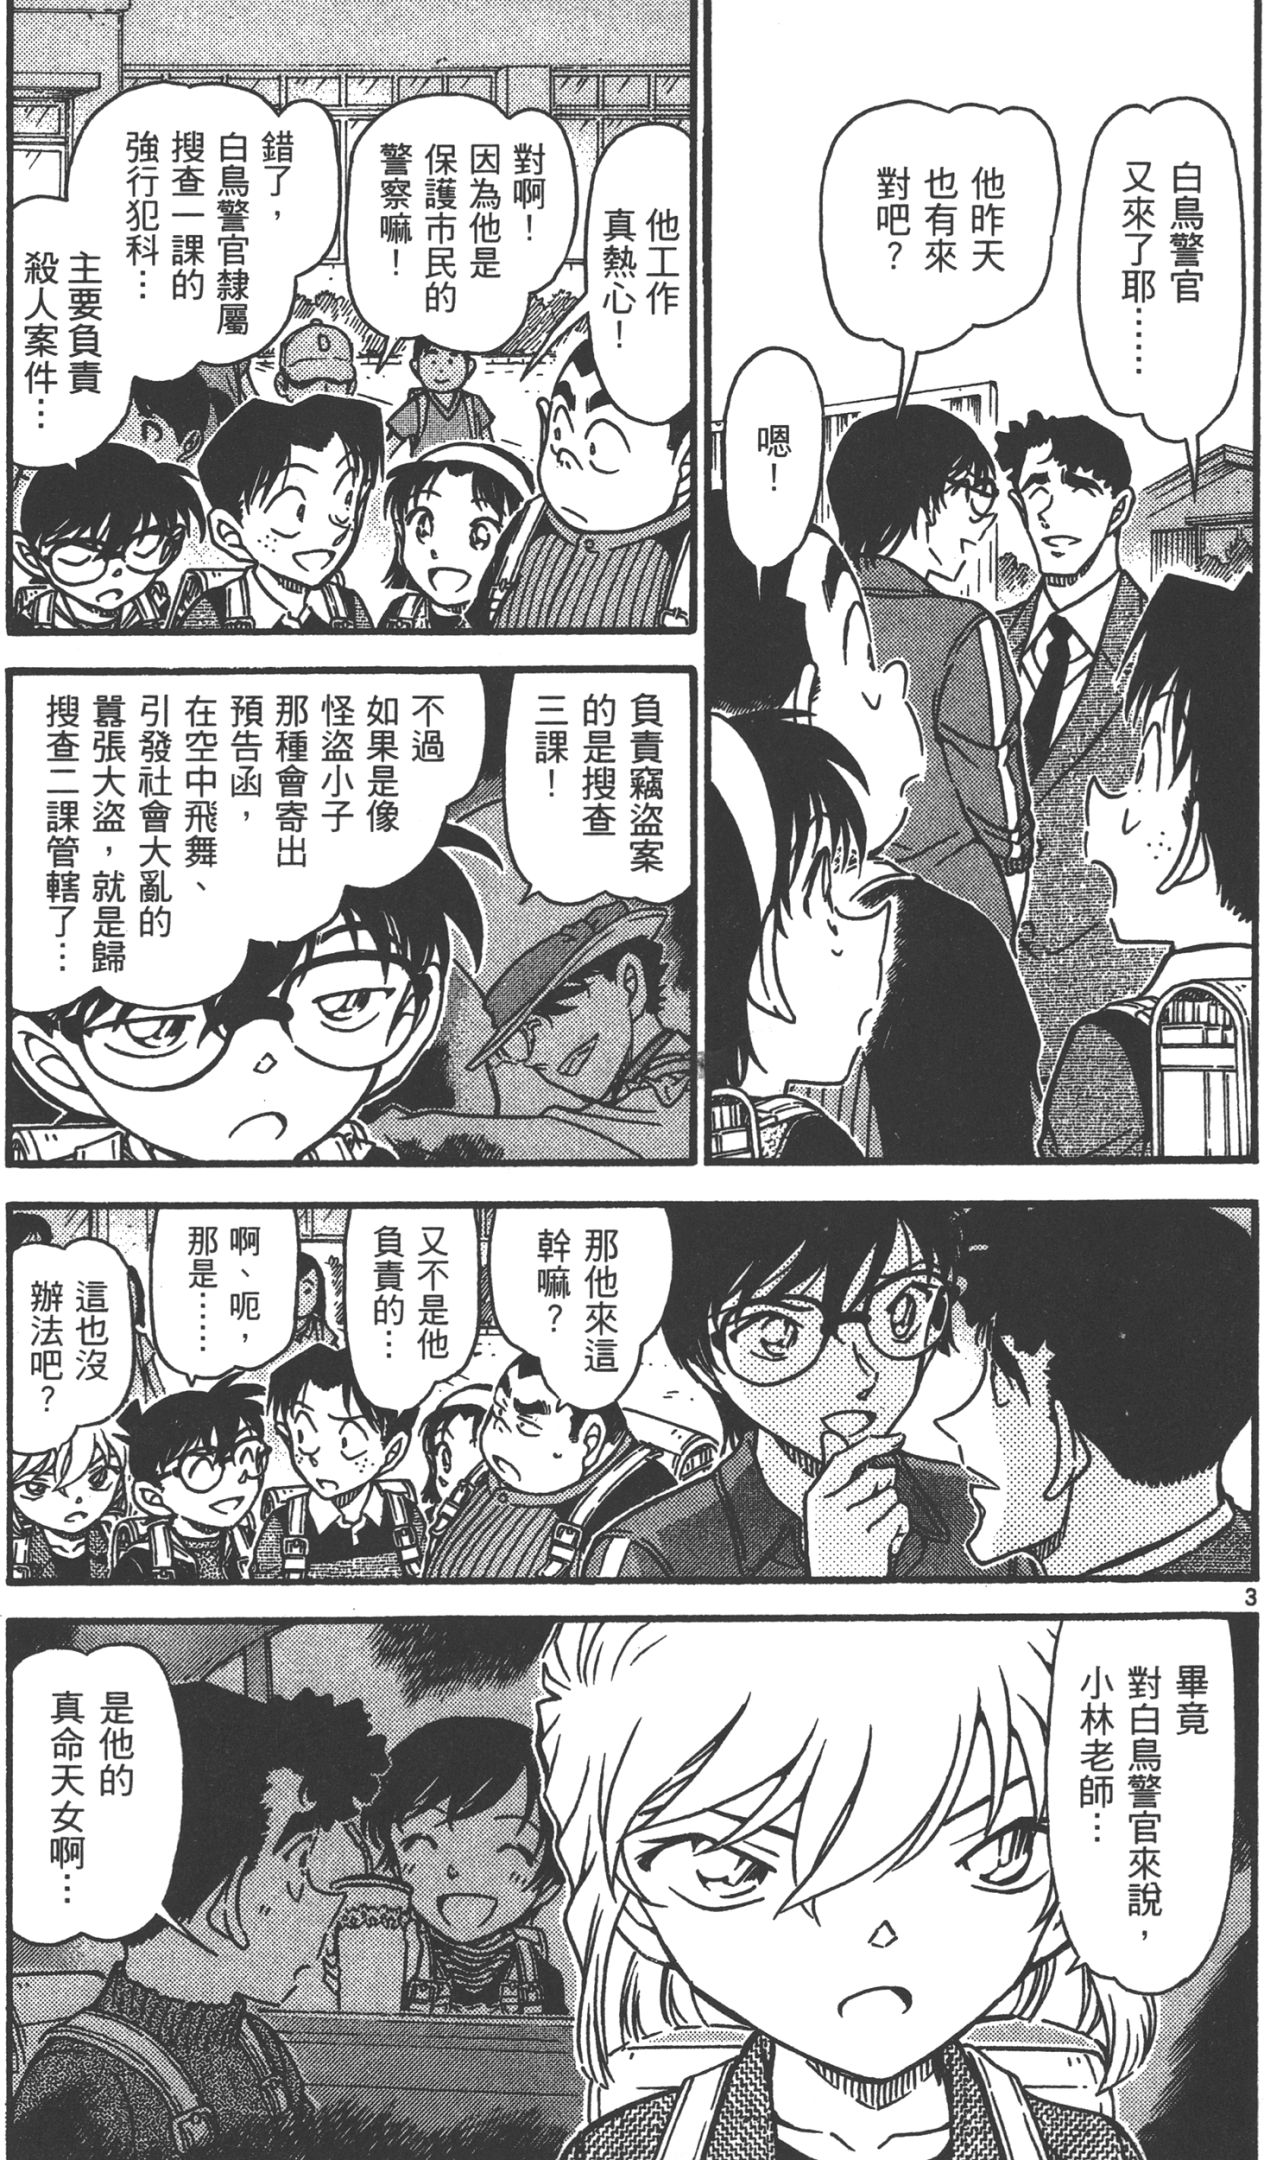 白鳥警官
又來了耶……
他昨天
也有來
對吧？
嗯！
他工作
真熱心！
對啊！
因為他是
保護市民的
警察嘛！
錯了，
白鳥警官隸屬
搜查一課的
強行犯科…
主要負責
殺人案件…
負責竊盜案
的是搜查
三課！
不過
如果是像
怪盜小子
那種會寄出
預告函，
在空中飛舞、
引發社會大亂的
囂張大盜，就是歸
搜查二課管轄了…
那他來這
幹嘛？
又不是他
負責的…
啊、呃，
那是……
這也沒
辦法吧？
3
畢竟
對白鳥警官來說，
小林老師…
是他的
真命天女啊…